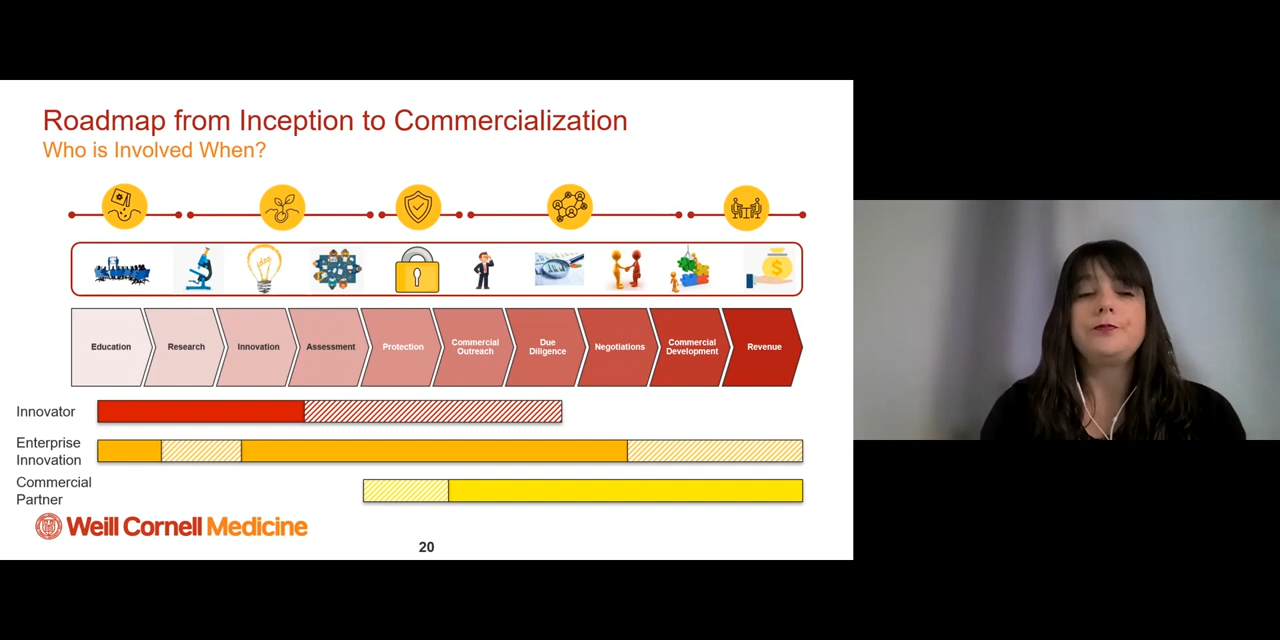 Roadmap from Inception to Commercialization
Who is Involved When?
idea
$
Education
Research
Innovation
Assessment
Protection
Commercial
Outreach
Due
Diligence
Negotiations
Commercial
Development
Revenue
Innovator
Enterprise
Innovation
Commercial
Partner
Weill Cornell Medicine
20